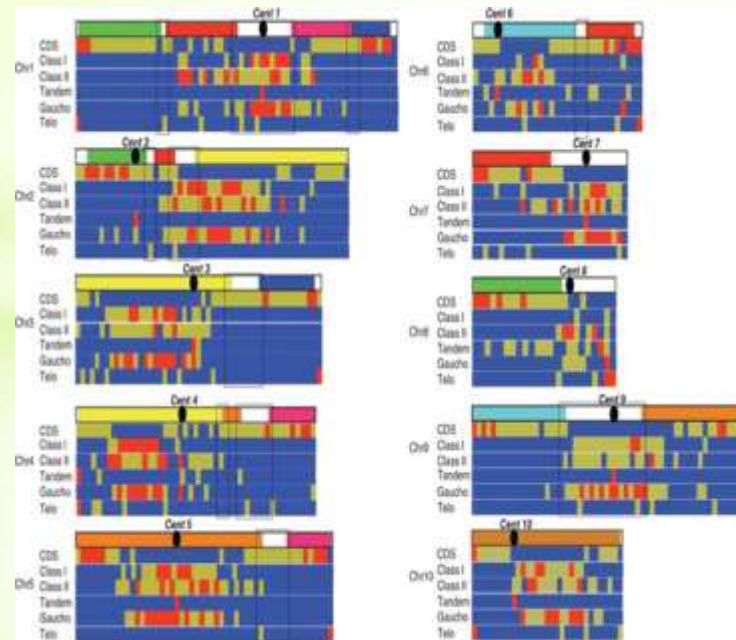 Cent 1
Chr1
CDS
Class I
Class II
Tandem
Gaucho
Telo
Cent 2
Chr2
CDS
Class I
Class II
Tandem
Gaucho
Telo
Cent 3
Chr3
CDS
Class I
Class II
Tandem
Gaucho
Telo
Cent 4
Chr4
CDS
Class I
Class II
Tandem
Gaucho
Telo
Cent 5
Chr5
CDS
Class I
Class II
Tandem
Gaucho
Cent 6
Chr6
CDS
Class I
Class II
Tandem
Gaucho
Telo
Cent 7
Chr7
CDS
Class I
Class II
Tandem
Gaucho
Telo
Cent 8
Chr8
CDS
Class I
Class II
Tandem
Gaucho
Telo
Cent 9
Chr9
CDS
Class I
Class II
Tandem
Gaucho
Telo
Cent 10
Chr10
CDS
Class I
Class II
Tandem
Gaucho
Telo